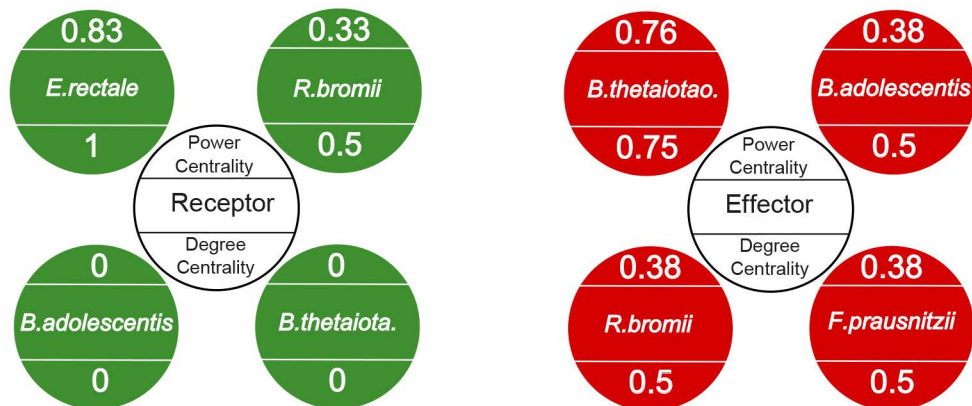 0.83
E.rectale
1
0.33
R.bromii
0.5
Power
Centrality
Receptor
Degree
Centrality
0
B.adolescentis
0
0
B.thetaiota.
0
0.76
B.thetaiotao.
0.75
0.38
B.adolescentis
0.5
Power
Centrality
Effector
Degree
Centrality
0.38
R.bromii
0.5
0.38
F.prausnitzii
0.5